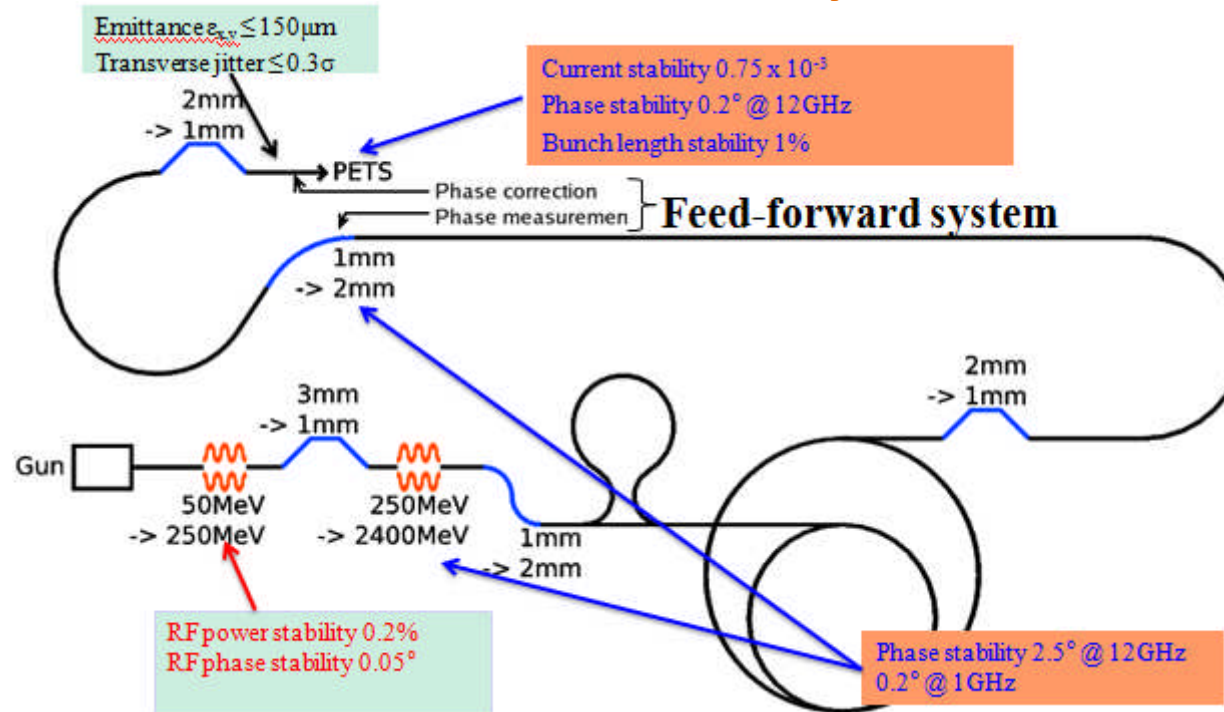 Emittance εx,y ≤150μm
Transverse jitter ≤0.3σ
Current stability 0.75 x 10-3
Phase stability 0.2° @ 12GHz
Bunch length stability 1%
2mm
-> 1mm
PETS
Phase correction
Phase measuremen
Feed-forward system
1mm
-> 2mm
2mm
-> 1mm
3mm
-> 1mm
Gun
50MeV
-> 250MeV
250MeV
-> 2400MeV
1mm
-> 2mm
RF power stability 0.2%
RF phase stability 0.05°
Phase stability 2.5° @ 12GHz
0.2° @ 1GHz